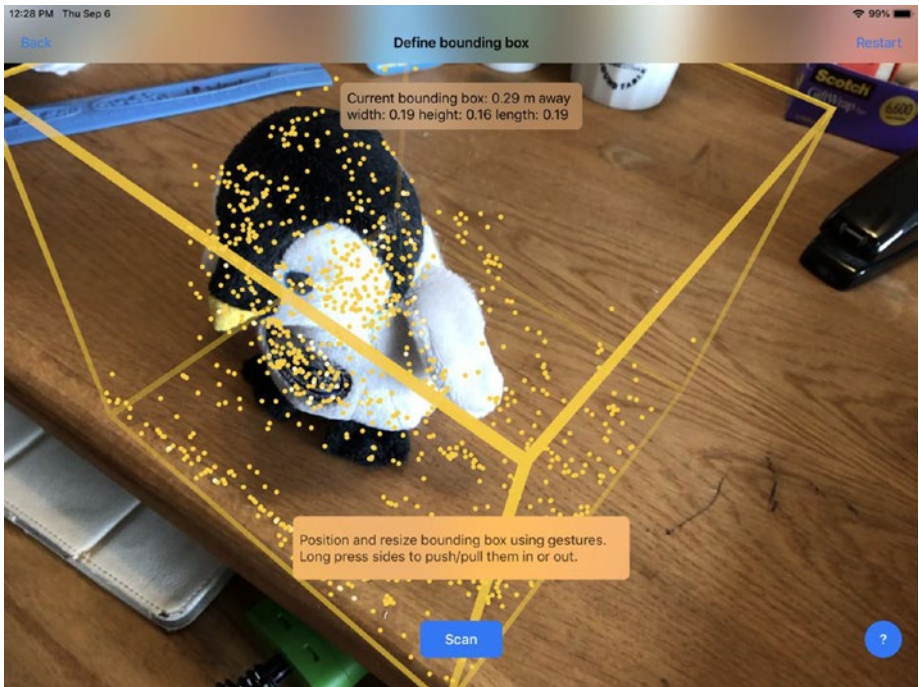 12:28 PM Thu Sep 6
99%
Back
Define bounding box
Restart
Current bounding box: 0.29 m away
width: 0.19 height: 0.16 length: 0.19
Scotch
GiftWrap
Position and resize bounding box using gestures.
Long press sides to push/pull them in or out.
Scan
?